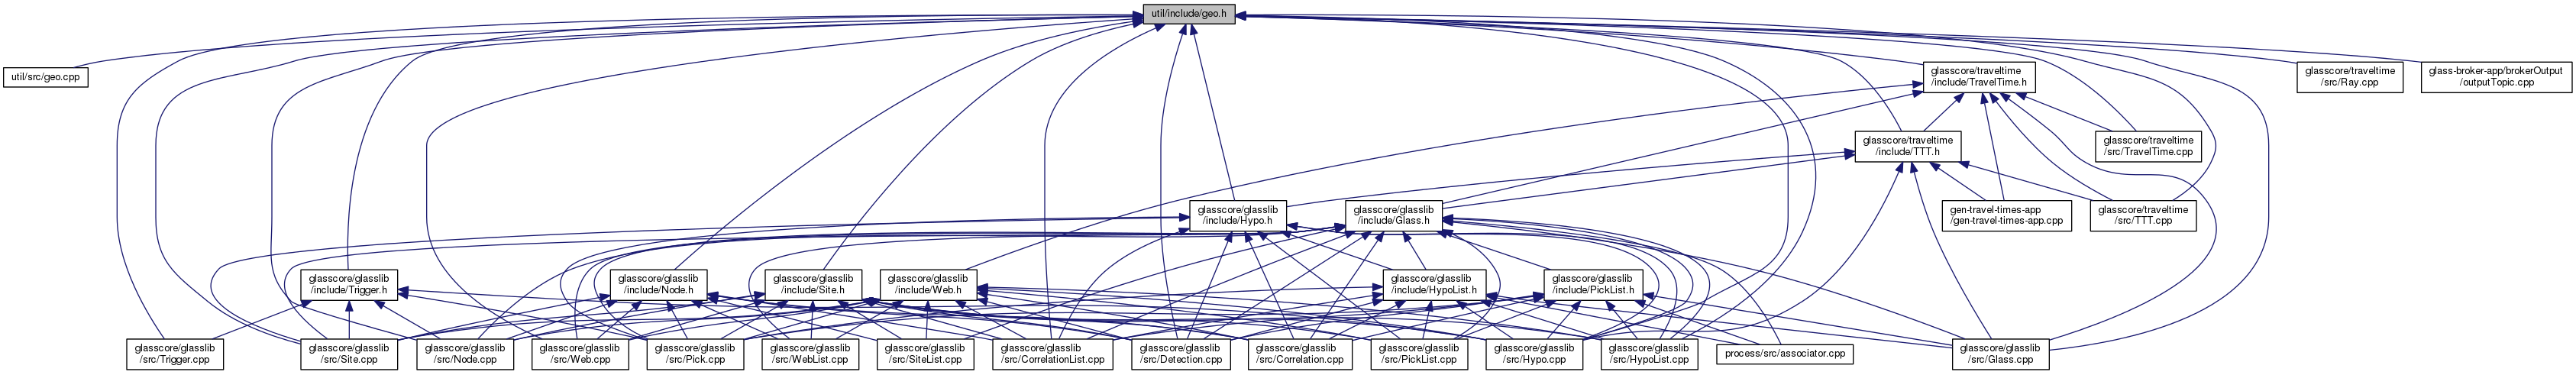 util/include/geo.h
util/src/geo.cpp
glasscore/traveltime
/include/TravelTime.h
glasscore/traveltime
/src/Ray.cpp
glass-broker-app/brokerOutput
/outputTopic.cpp
glasscore/traveltime
/include/TTT.h
glasscore/traveltime
/src/TravelTime.cpp
glasscore/glasslib
/include/Hypo.h
glasscore/glasslib
/include/Glass.h
gen-travel-times-app
/gen-travel-times-app.cpp
glasscore/traveltime
/src/TTT.cpp
glasscore/glasslib
/include/Trigger.h
glasscore/glasslib
/include/Node.h
glasscore/glasslib
/include/Site.h
glasscore/glasslib
/include/Web.h
glasscore/glasslib
/include/HypoList.h
glasscore/glasslib
/include/PickList.h
glasscore/glasslib
/src/Trigger.cpp
glasscore/glasslib
/src/Site.cpp
glasscore/glasslib
/src/Node.cpp
glasscore/glasslib
/src/Web.cpp
glasscore/glasslib
/src/Pick.cpp
glasscore/glasslib
/src/WebList.cpp
glasscore/glasslib
/src/SiteList.cpp
glasscore/glasslib
/src/CorrelationList.cpp
glasscore/glasslib
/src/Detection.cpp
glasscore/glasslib
/src/Correlation.cpp
glasscore/glasslib
/src/PickList.cpp
glasscore/glasslib
/src/Hypo.cpp
glasscore/glasslib
/src/HypoList.cpp
process/src/associator.cpp
glasscore/glasslib
/src/Glass.cpp